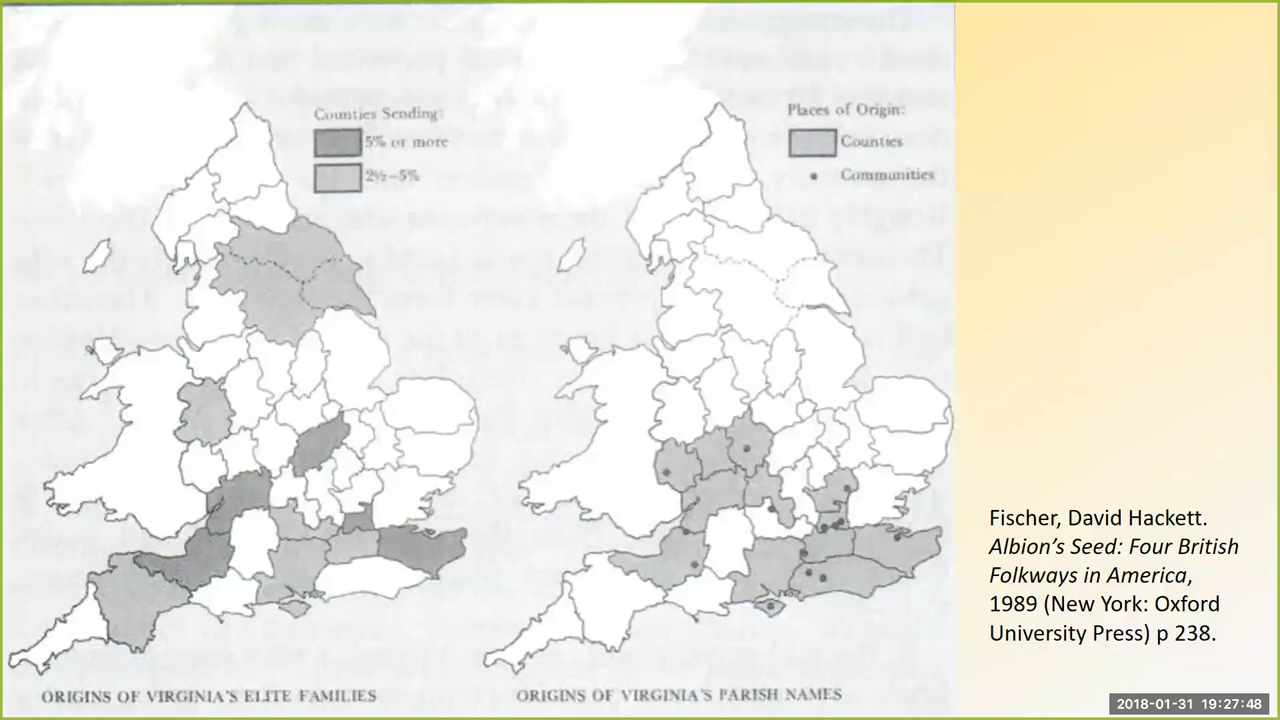 Counties Sending:
5% or more
2½–5%
Places of Origin:
Counties
Communities
Fischer, David Hackett.
Albion’s Seed: Four British
Folkways in America,
1989 (New York: Oxford
University Press) p 238.
ORIGINS OF VIRGINIA'S ELITE FAMILIES
ORIGINS OF VIRGINIA'S PARISH NAMES
2018-01-31 19:27:48